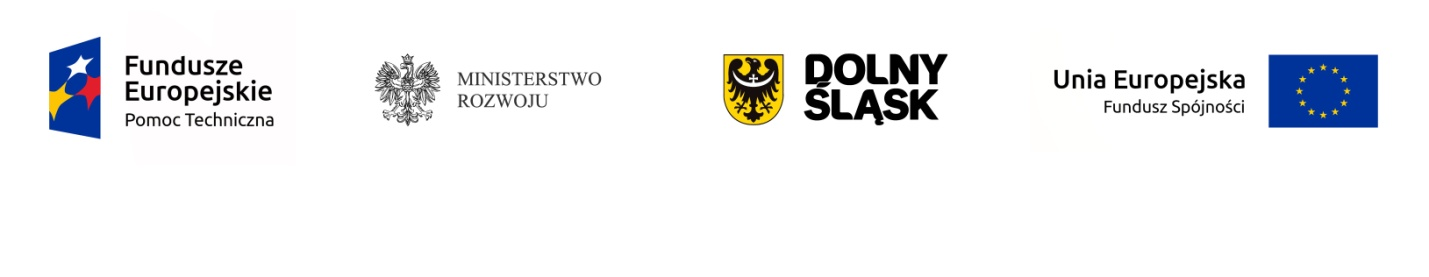 Fundusze
Europejskie
Pomoc Techniczna
MINISTERSTWO
ROZWOJU
DOLNY
ŚLĄSK
Unia Europejska
Fundusz Spójności